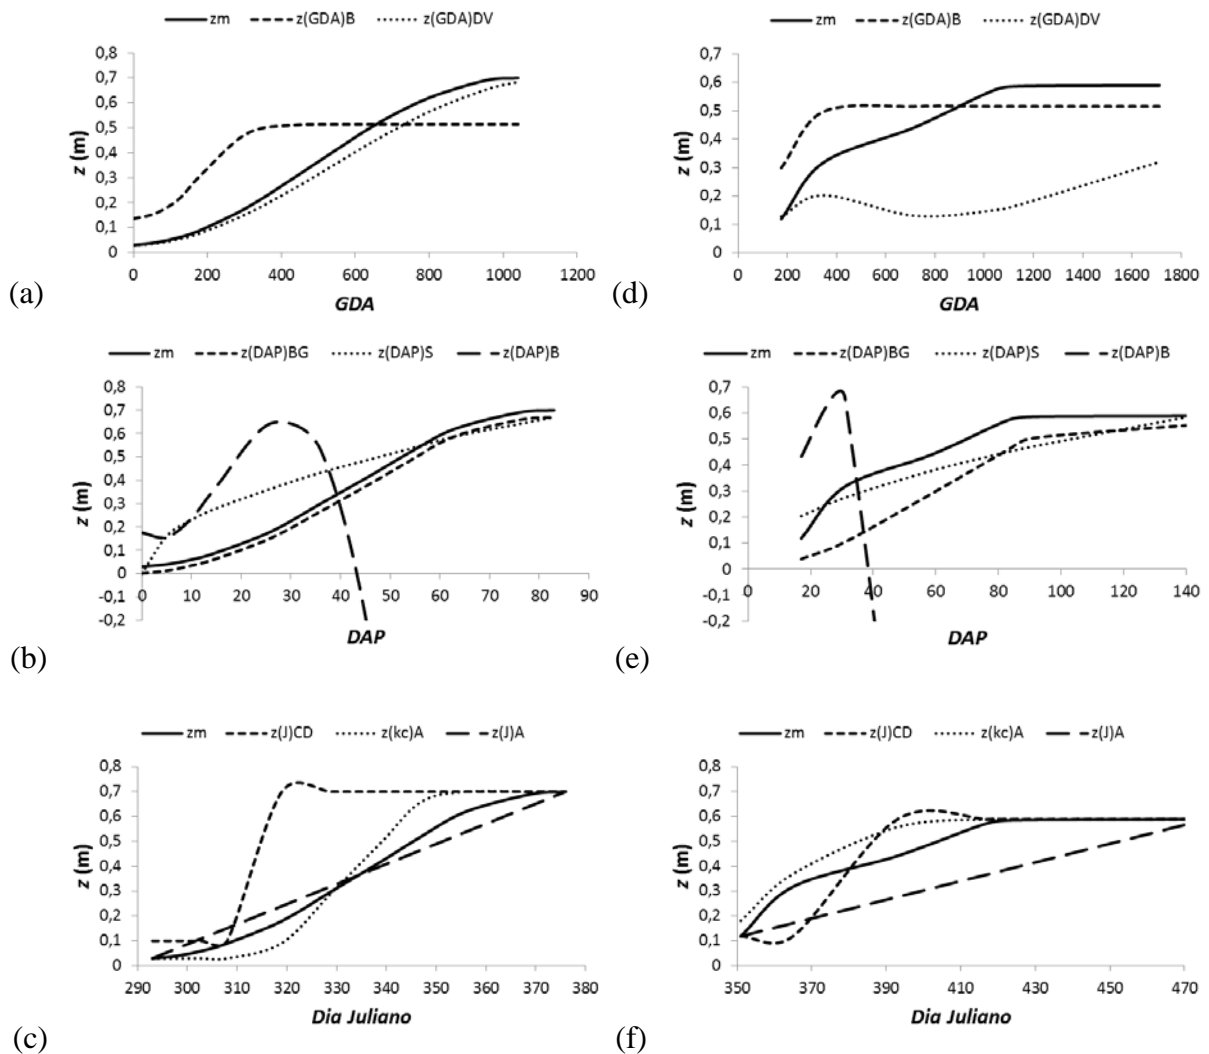 zm z(GDA)B z(GDA)DV
0,8
0,7
0,6
0,5
0,4
0,3
0,2
0,1
0
z (m)
0 200 400 600 800 1000 1200
GDA
(a)
zm z(GDA)B z(GDA)DV
0,7
0,6
0,5
0,4
0,3
0,2
0,1
0
z (m)
0 200 400 600 800 1000 1200 1400 1600 1800
GDA
(d)
zm z(DAP)BG z(DAP)S z(DAP)B
0,8
0,7
0,6
0,5
0,4
0,3
0,2
0,1
0
-0,1
-0,2
z (m)
0 10 20 30 40 50 60 70 80 90
DAP
(b)
zm z(DAP)BG z(DAP)S z(DAP)B
0,7
0,6
0,5
0,4
0,3
0,2
0,1
0
-0,1
-0,2
z (m)
0 20 40 60 80 100 120 140
DAP
(e)
zm z(J)CD z(kc)A z(J)A
0,8
0,7
0,6
0,5
0,4
0,3
0,2
0,1
0
z (m)
290 300 310 320 330 340 350 360 370 380
Dia Juliano
(c)
zm z(J)CD z(kc)A z(J)A
0,8
0,7
0,6
0,5
0,4
0,3
0,2
0,1
0
z (m)
350 370 390 410 430 450 470
Dia Juliano
(f)